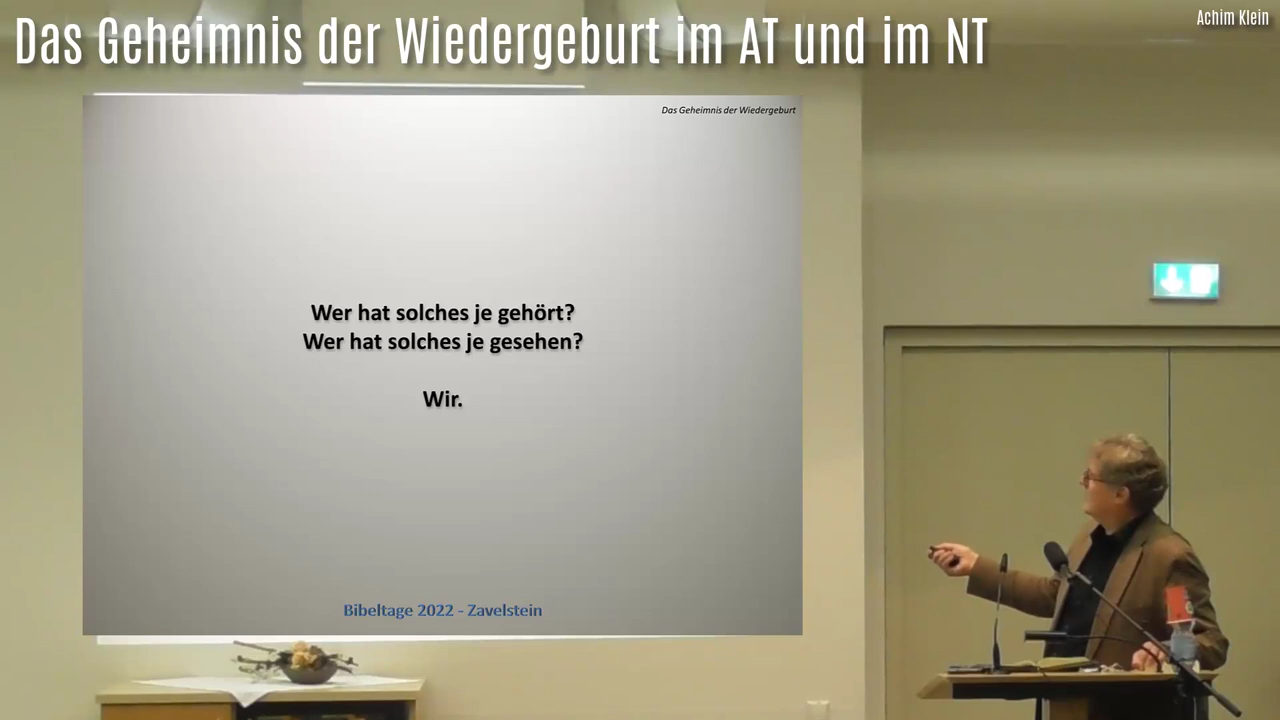 Das Geheimnis der Wiedergeburt im AT und im NT
Achim Klein
Das Geheimnis der Wiedergeburt
Wer hat solches je gehört?
Wer hat solches je gesehen?
Wir.
Bibeltage 2022 - Zavelstein